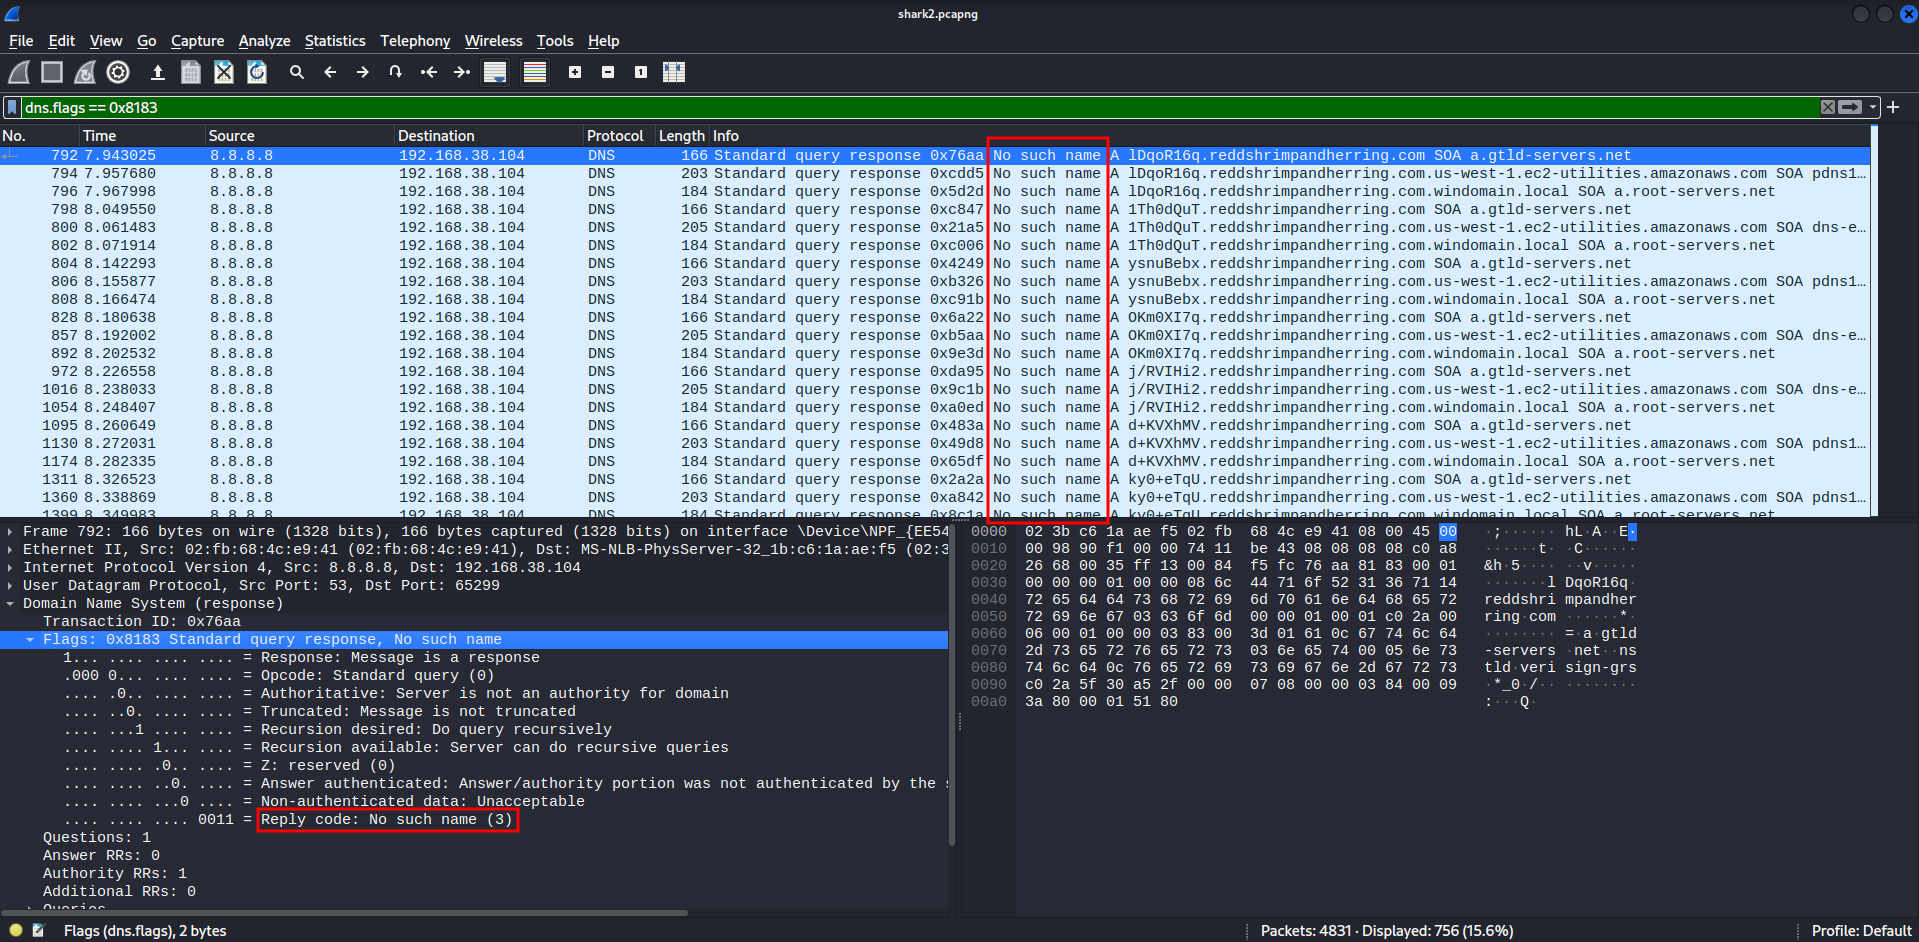 shark2.pcapng
File Edit View Go Capture Analyze Statistics Telephony Wireless Tools Help
dns.flags == 0x8183
No. Time Source Destination Protocol Length Info
792 7.943025 8.8.8.8 192.168.38.104 DNS 166 Standard query response 0x76aa No such name A lDqoR16q.reddshrimpandherring.com SOA a.gtld-servers.net
794 7.957680 8.8.8.8 192.168.38.104 DNS 203 Standard query response 0xcdd5 No such name A lDqoR16q.reddshrimpandherring.com.us-west-1.ec2-utilities.amazonaws.com SOA pdns1…
796 7.967998 8.8.8.8 192.168.38.104 DNS 184 Standard query response 0x5d2d No such name A lDqoR16q.reddshrimpandherring.com.windomain.local SOA a.root-servers.net
798 8.049550 8.8.8.8 192.168.38.104 DNS 166 Standard query response 0xc847 No such name A 1Th0dQuT.reddshrimpandherring.com SOA a.gtld-servers.net
800 8.061483 8.8.8.8 192.168.38.104 DNS 205 Standard query response 0x21a5 No such name A 1Th0dQuT.reddshrimpandherring.com.us-west-1.ec2-utilities.amazonaws.com SOA dns-e…
802 8.071914 8.8.8.8 192.168.38.104 DNS 184 Standard query response 0xc006 No such name A 1Th0dQuT.reddshrimpandherring.com.windomain.local SOA a.root-servers.net
804 8.142293 8.8.8.8 192.168.38.104 DNS 166 Standard query response 0x4249 No such name A ysnuBebx.reddshrimpandherring.com SOA a.gtld-servers.net
806 8.155877 8.8.8.8 192.168.38.104 DNS 203 Standard query response 0xb326 No such name A ysnuBebx.reddshrimpandherring.com.us-west-1.ec2-utilities.amazonaws.com SOA pdns1…
808 8.166474 8.8.8.8 192.168.38.104 DNS 184 Standard query response 0xc91b No such name A ysnuBebx.reddshrimpandherring.com.windomain.local SOA a.root-servers.net
828 8.180638 8.8.8.8 192.168.38.104 DNS 166 Standard query response 0x6a22 No such name A OKm0XI7q.reddshrimpandherring.com SOA a.gtld-servers.net
857 8.192002 8.8.8.8 192.168.38.104 DNS 205 Standard query response 0xb5aa No such name A OKm0XI7q.reddshrimpandherring.com.us-west-1.ec2-utilities.amazonaws.com SOA dns-e…
892 8.202532 8.8.8.8 192.168.38.104 DNS 184 Standard query response 0x9e3d No such name A OKm0XI7q.reddshrimpandherring.com.windomain.local SOA a.root-servers.net
972 8.226558 8.8.8.8 192.168.38.104 DNS 166 Standard query response 0xda95 No such name A j/RVIHi2.reddshrimpandherring.com SOA a.gtld-servers.net
1016 8.238033 8.8.8.8 192.168.38.104 DNS 205 Standard query response 0x9c1b No such name A j/RVIHi2.reddshrimpandherring.com.us-west-1.ec2-utilities.amazonaws.com SOA dns-e…
1054 8.248407 8.8.8.8 192.168.38.104 DNS 184 Standard query response 0xa0ed No such name A j/RVIHi2.reddshrimpandherring.com.windomain.local SOA a.root-servers.net
1095 8.260649 8.8.8.8 192.168.38.104 DNS 166 Standard query response 0x483a No such name A d+KVXhMV.reddshrimpandherring.com SOA a.gtld-servers.net
1130 8.272031 8.8.8.8 192.168.38.104 DNS 203 Standard query response 0x49d8 No such name A d+KVXhMV.reddshrimpandherring.com.us-west-1.ec2-utilities.amazonaws.com SOA pdns1…
1174 8.282335 8.8.8.8 192.168.38.104 DNS 184 Standard query response 0x65df No such name A d+KVXhMV.reddshrimpandherring.com.windomain.local SOA a.root-servers.net
1311 8.326523 8.8.8.8 192.168.38.104 DNS 166 Standard query response 0x2a2a No such name A ky0+eTqU.reddshrimpandherring.com SOA a.gtld-servers.net
1360 8.338869 8.8.8.8 192.168.38.104 DNS 203 Standard query response 0xa842 No such name A ky0+eTqU.reddshrimpandherring.com.us-west-1.ec2-utilities.amazonaws.com SOA pdns1…
1399 8.349983 8.8.8.8 192.168.38.104 DNS 184 Standard query response 0x8c1a No such name A ky0+eTqU.reddshrimpandherring.com.windomain.local SOA a.root-servers.net
Frame 792: 166 bytes on wire (1328 bits), 166 bytes captured (1328 bits) on interface \Device\NPF_{EE54
Ethernet II, Src: 02:fb:68:4c:e9:41 (02:fb:68:4c:e9:41), Dst: MS-NLB-PhysServer-32_1b:c6:1a:ae:f5 (02:3
Internet Protocol Version 4, Src: 8.8.8.8, Dst: 192.168.38.104
User Datagram Protocol, Src Port: 53, Dst Port: 65299
Domain Name System (response)
Transaction ID: 0x76aa
Flags: 0x8183 Standard query response, No such name
1... .... .... .... = Response: Message is a response
.000 0... .... .... = Opcode: Standard query (0)
.... .0.. .... .... = Authoritative: Server is not an authority for domain
.... ..0. .... .... = Truncated: Message is not truncated
.... ...1 .... .... = Recursion desired: Do query recursively
.... .... 1... .... = Recursion available: Server can do recursive queries
.... .... .0.. .... = Z: reserved (0)
.... .... ..0. .... = Answer authenticated: Answer/authority portion was not authenticated by the s
.... .... ...0 .... = Non-authenticated data: Unacceptable
.... .... .... 0011 = Reply code: No such name (3)
Questions: 1
Answer RRs: 0
Authority RRs: 1
Additional RRs: 0
Queries
0000 02 3b c6 1a ae f5 02 fb 68 4c e9 41 08 00 45 00 ·;······ hL·A··E·
0010 00 98 90 f1 00 00 74 11 be 43 08 08 08 08 c0 a8 ······t· ·C······
0020 26 68 00 35 ff 13 00 84 f5 fc 76 aa 81 83 00 01 &h·5···· ··v·····
0030 00 00 00 01 00 00 08 6c 44 71 6f 52 31 36 71 14 ·······l DqoR16q·
0040 72 65 64 64 73 68 72 69 6d 70 61 6e 64 68 65 72 reddshri mpandher
0050 72 69 6e 67 03 63 6f 6d 00 00 01 00 01 c0 2a 00 ring·com ······*·
0060 06 00 01 00 00 03 83 00 3d 01 61 0c 67 74 6c 64 ········ =·a·gtld
0070 2d 73 65 72 76 65 72 73 03 6e 65 74 00 05 6e 73 -servers ·net··ns
0080 74 6c 64 0c 76 65 72 69 73 69 67 6e 2d 67 72 73 tld·veri sign-grs
0090 c0 2a 5f 30 a5 2f 00 00 07 08 00 00 03 84 00 09 ·*_0·/·· ········
00a0 3a 80 00 01 51 80 :···Q·
Flags (dns.flags), 2 bytes
Packets: 4831 · Displayed: 756 (15.6%)
Profile: Default